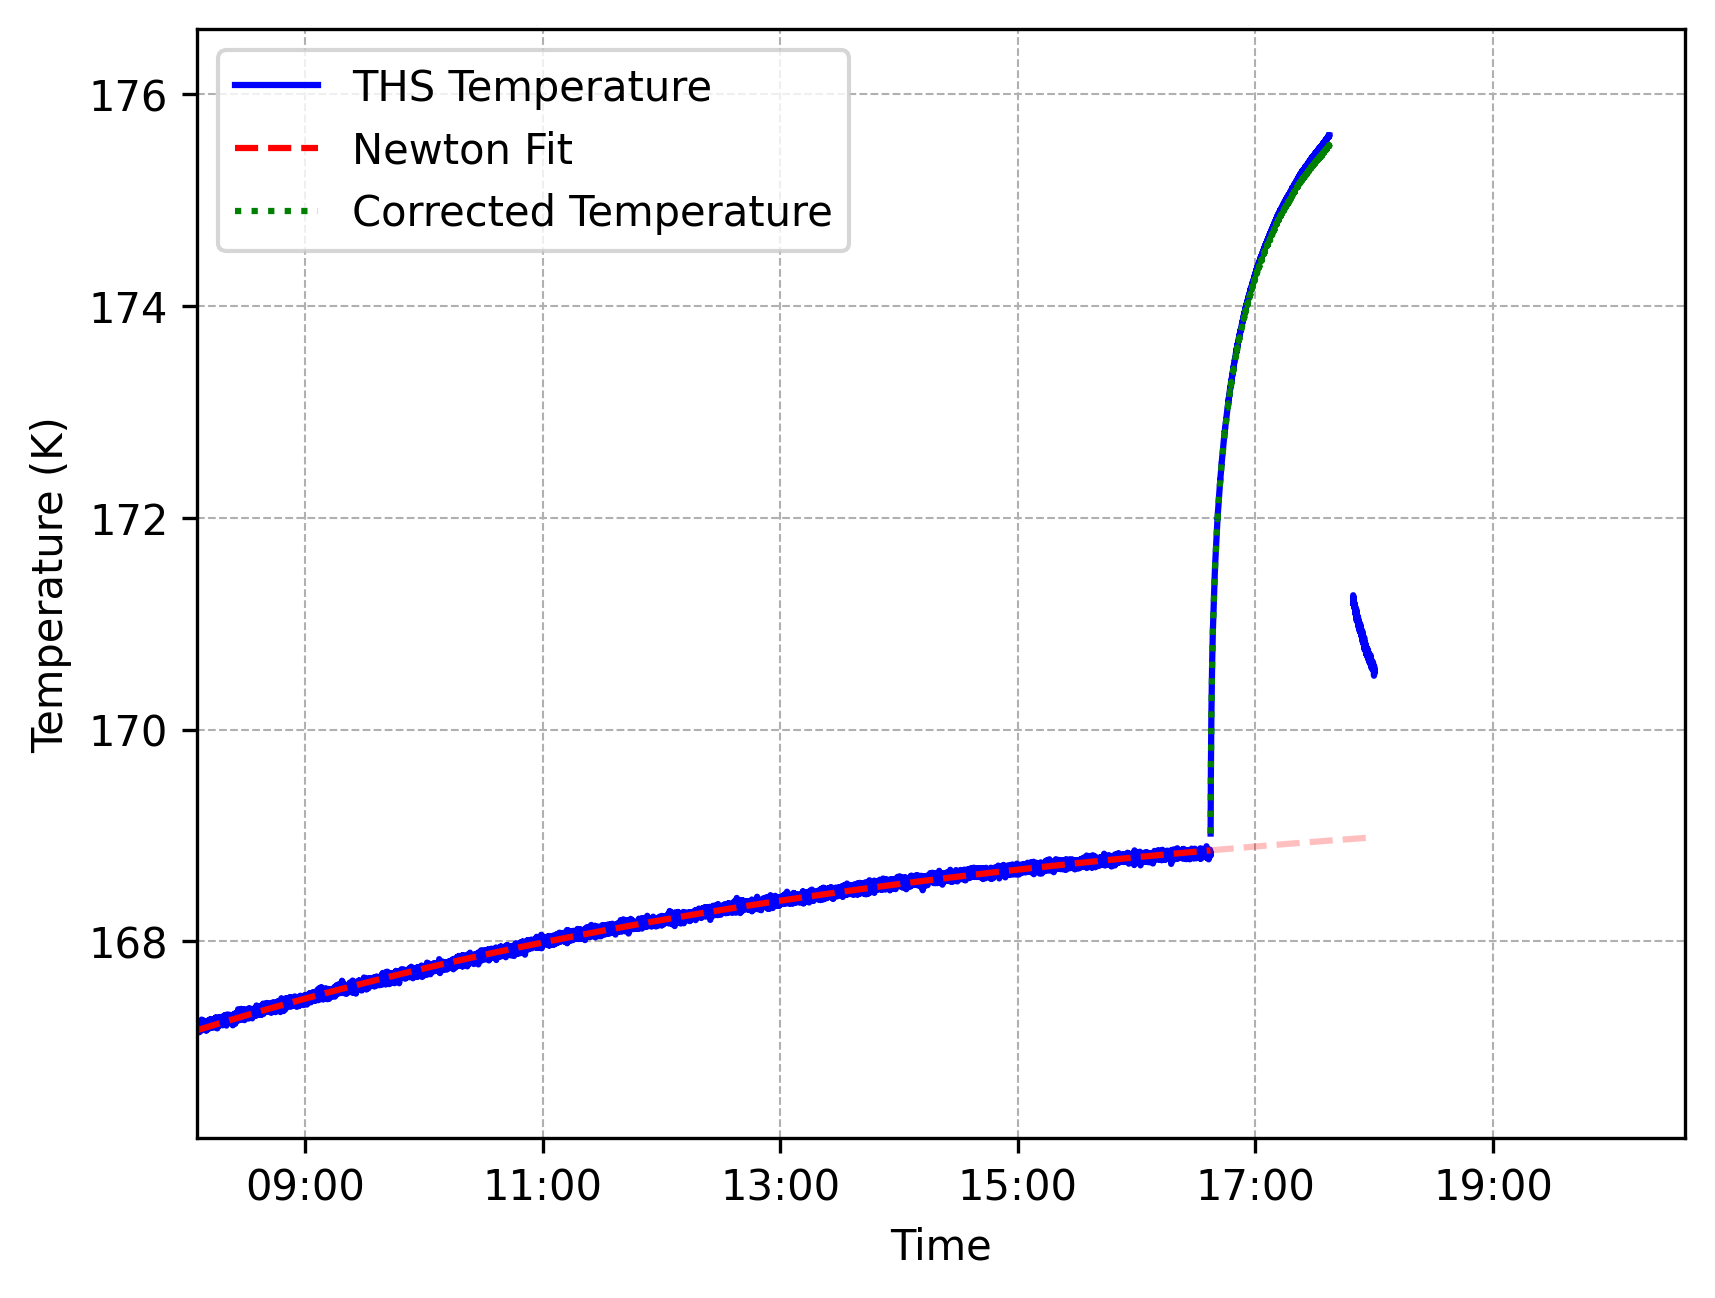 THS Temperature
Newton Fit
Corrected Temperature
Temperature (K)
176
174
172
170
168
09:00 11:00 13:00 15:00 17:00 19:00
Time